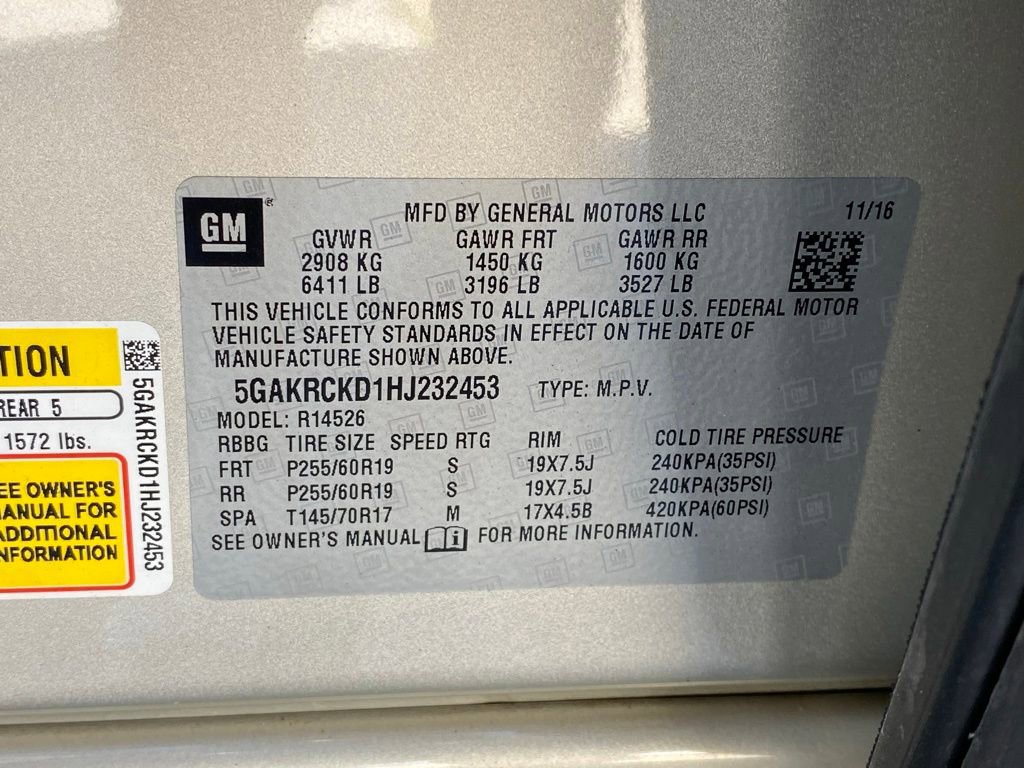 GM
MFD BY GENERAL MOTORS LLC 11/16
GVWR GAWR FRT GAWR RR
2908 KG 1450 KG 1600 KG
6411 LB 3196 LB 3527 LB
THIS VEHICLE CONFORMS TO ALL APPLICABLE U.S. FEDERAL MOTOR
VEHICLE SAFETY STANDARDS IN EFFECT ON THE DATE OF
MANUFACTURE SHOWN ABOVE.
5GAKRCKD1HJ232453 TYPE: M.P.V.
MODEL: R14526
RBBG TIRE SIZE SPEED RTG RIM COLD TIRE PRESSURE
FRT P255/60R19 S 19X7.5J 240KPA(35PSI)
RR P255/60R19 S 19X7.5J 240KPA(35PSI)
SPA T145/70R17 M 17X4.5B 420KPA(60PSI)
SEE OWNER'S MANUAL i FOR MORE INFORMATION.
TION
REAR 5
1572 lbs.
EE OWNER'S
ANUAL FOR
ADDITIONAL
NFORMATION
5GAKRCKD1HJ232453